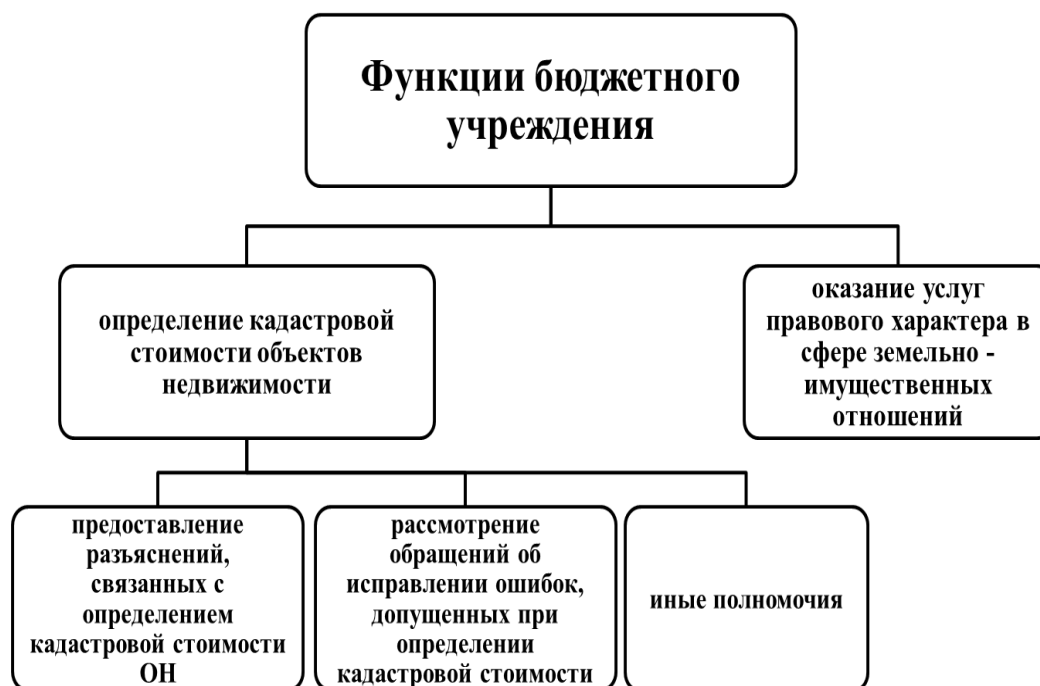 Функции бюджетного
учреждения
определение кадастровой
стоимости объектов
недвижимости
оказание услуг
правового характера в
сфере земельно -
имущественных
отношений
предоставление
разъяснений,
связанных с
определением
кадастровой стоимости
ОН
рассмотрение
обращений об
исправлении ошибок,
допущенных при
определении
кадастровой стоимости
иные полномочия